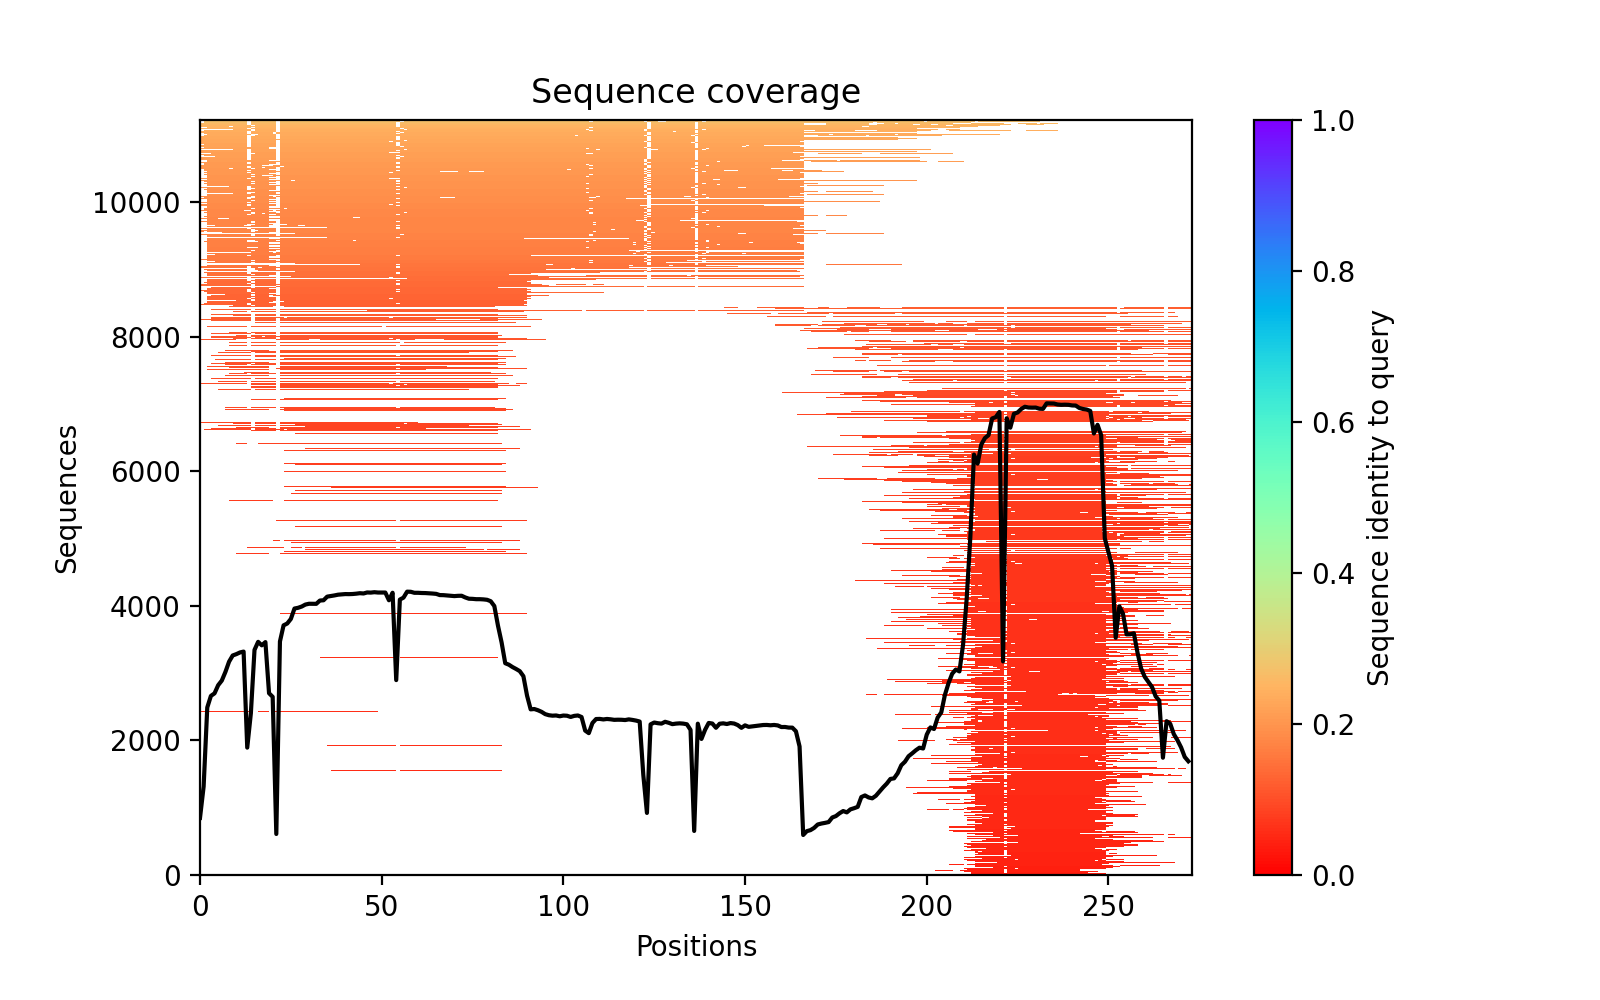 Sequence coverage
Sequences
10000
8000
6000
4000
2000
0
0 50 100 150 200 250
Positions
1.0
0.8
0.6
0.4
0.2
0.0
Sequence identity to query